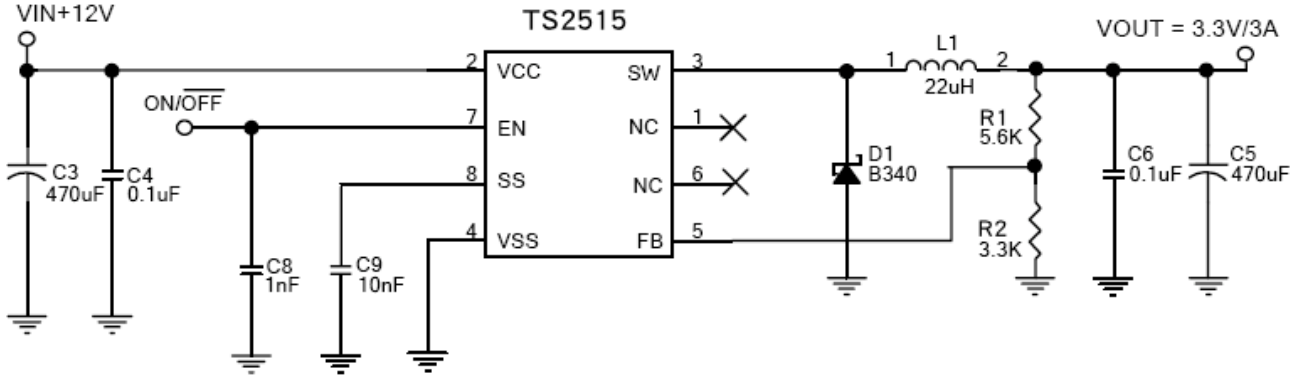 VIN+12V
TS2515
VOUT = 3.3V/3A
2
VCC
SW
3
1
L1
2
22uH
ON/OFF
7
EN
NC
1
R1
5.6K
C3
470uF
C4
0.1uF
8
SS
NC
6
D1
B340
C6
0.1uF
C5
470uF
4
VSS
FB
5
R2
3.3K
C8
1nF
C9
10nF